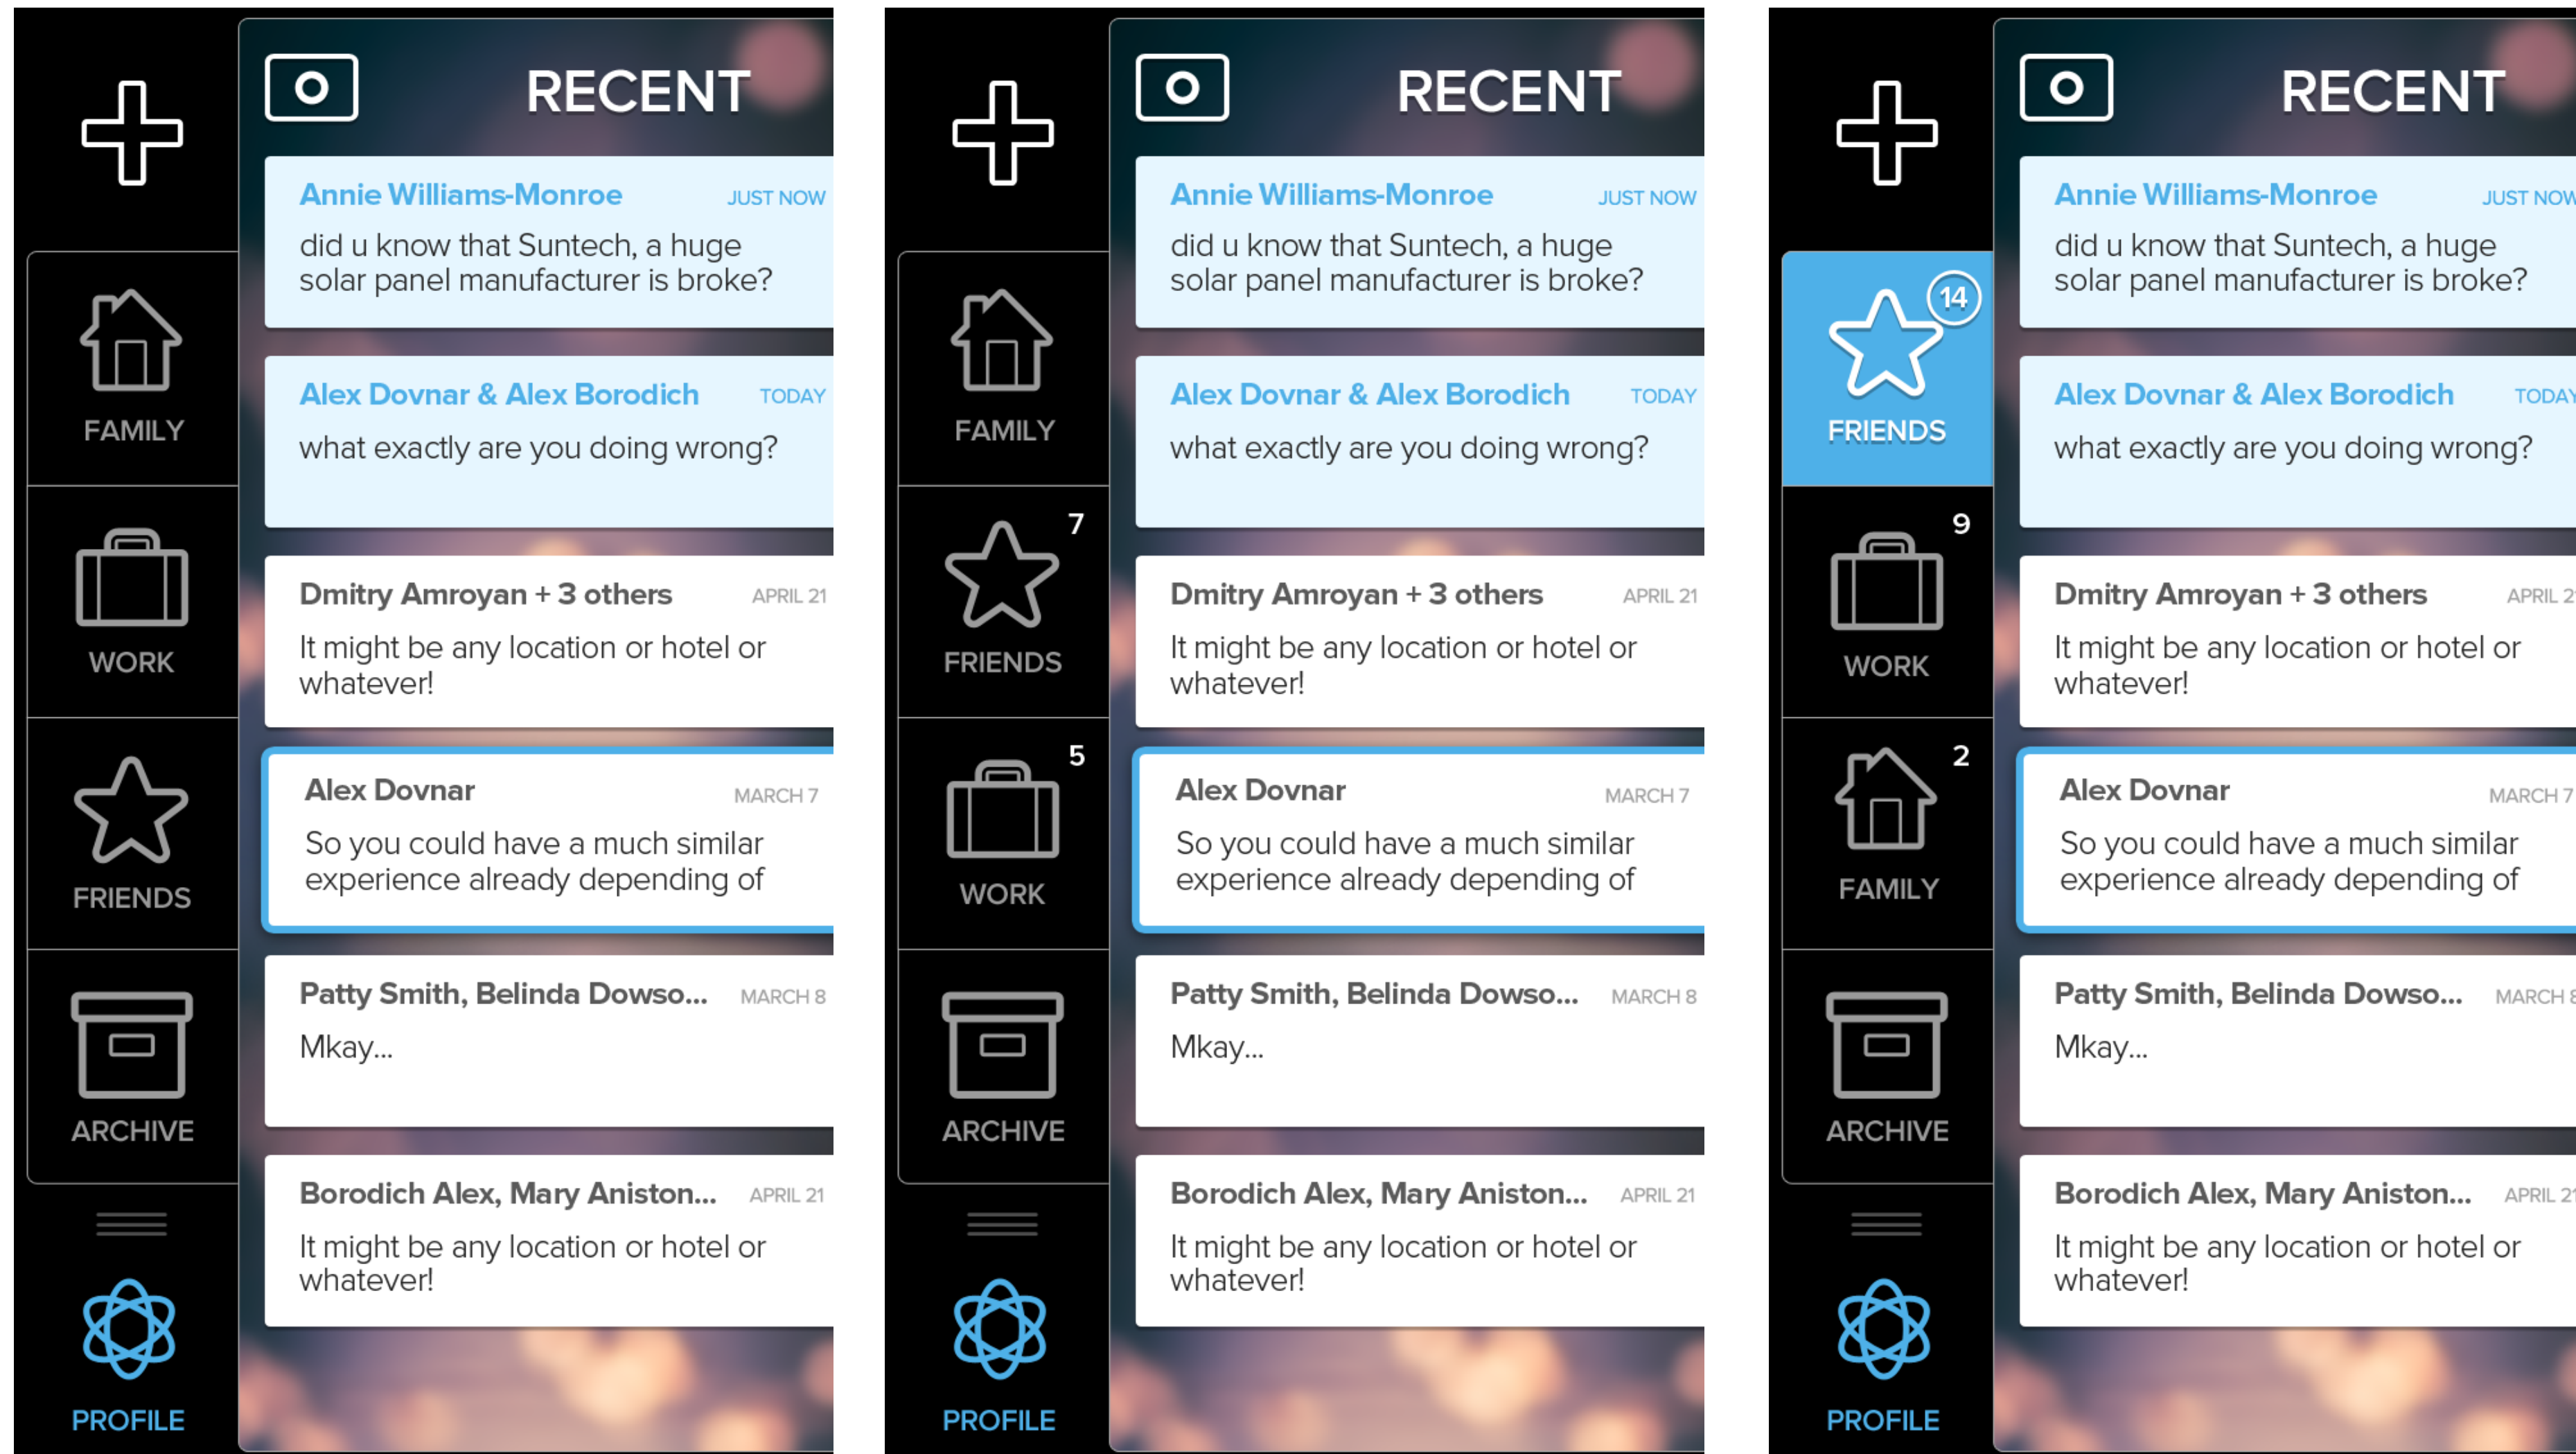 RECENT
Annie Williams-Monroe JUST NOW
did u know that Suntech, a huge
solar panel manufacturer is broke?
FAMILY
Alex Dovnar & Alex Borodich TODAY
what exactly are you doing wrong?
WORK
Dmitry Amroyan + 3 others APRIL 21
It might be any location or hotel or
whatever!
FRIENDS
Alex Dovnar MARCH 7
So you could have a much similar
experience already depending of
ARCHIVE
Patty Smith, Belinda Dowso... MARCH 8
Mkay...
Borodich Alex, Mary Aniston... APRIL 21
It might be any location or hotel or
whatever!
PROFILE
RECENT
Annie Williams-Monroe JUST NOW
did u know that Suntech, a huge
solar panel manufacturer is broke?
FAMILY
Alex Dovnar & Alex Borodich TODAY
what exactly are you doing wrong?
7
FRIENDS
Dmitry Amroyan + 3 others APRIL 21
It might be any location or hotel or
whatever!
5
WORK
Alex Dovnar MARCH 7
So you could have a much similar
experience already depending of
ARCHIVE
Patty Smith, Belinda Dowso... MARCH 8
Mkay...
Borodich Alex, Mary Aniston... APRIL 21
It might be any location or hotel or
whatever!
PROFILE
RECENT
Annie Williams-Monroe JUST NOW
did u know that Suntech, a huge
solar panel manufacturer is broke?
14
FRIENDS
Alex Dovnar & Alex Borodich TODAY
what exactly are you doing wrong?
9
WORK
Dmitry Amroyan + 3 others APRIL 21
It might be any location or hotel or
whatever!
2
FAMILY
Alex Dovnar MARCH 7
So you could have a much similar
experience already depending of
ARCHIVE
Patty Smith, Belinda Dowso... MARCH 8
Mkay...
Borodich Alex, Mary Aniston... APRIL 21
It might be any location or hotel or
whatever!
PROFILE